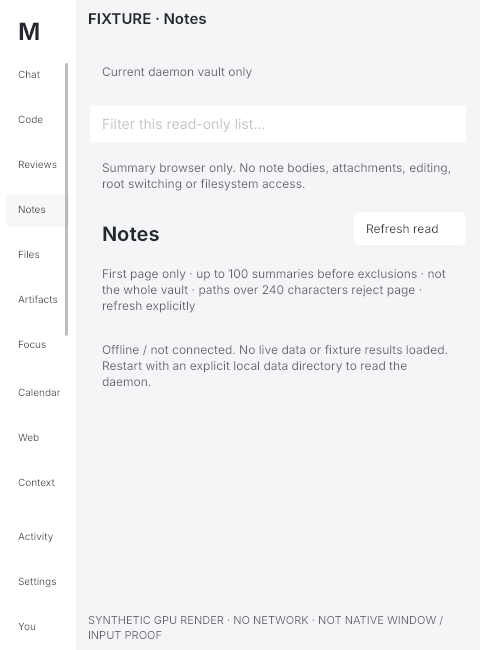 M
Chat
Code
Reviews
Notes
Files
Artifacts
Focus
Calendar
Web
Context
Activity
Settings
You
FIXTURE · Notes
Current daemon vault only
Filter this read-only list...
Summary browser only. No note bodies, attachments, editing,
root switching or filesystem access.
Notes
Refresh read
First page only · up to 100 summaries before exclusions · not
the whole vault · paths over 240 characters reject page ·
refresh explicitly
Offline / not connected. No live data or fixture results loaded.
Restart with an explicit local data directory to read the
daemon.
SYNTHETIC GPU RENDER · NO NETWORK · NOT NATIVE WINDOW /
INPUT PROOF